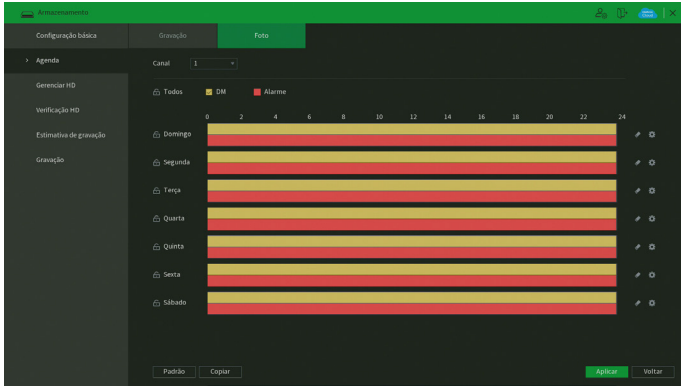 Armazenamento
Configuração básica
Gravação
Foto
Agenda
Canal
1
Gerenciar HD
Todos
DM
Alarme
Verificação HD
0 2 4 6 8 10 12 14 16 18 20 22 24
Estimativa de gravação
Domingo
Gravação
Segunda
Terça
Quarta
Quinta
Sexta
Sábado
Padrão
Copiar
Aplicar
Voltar